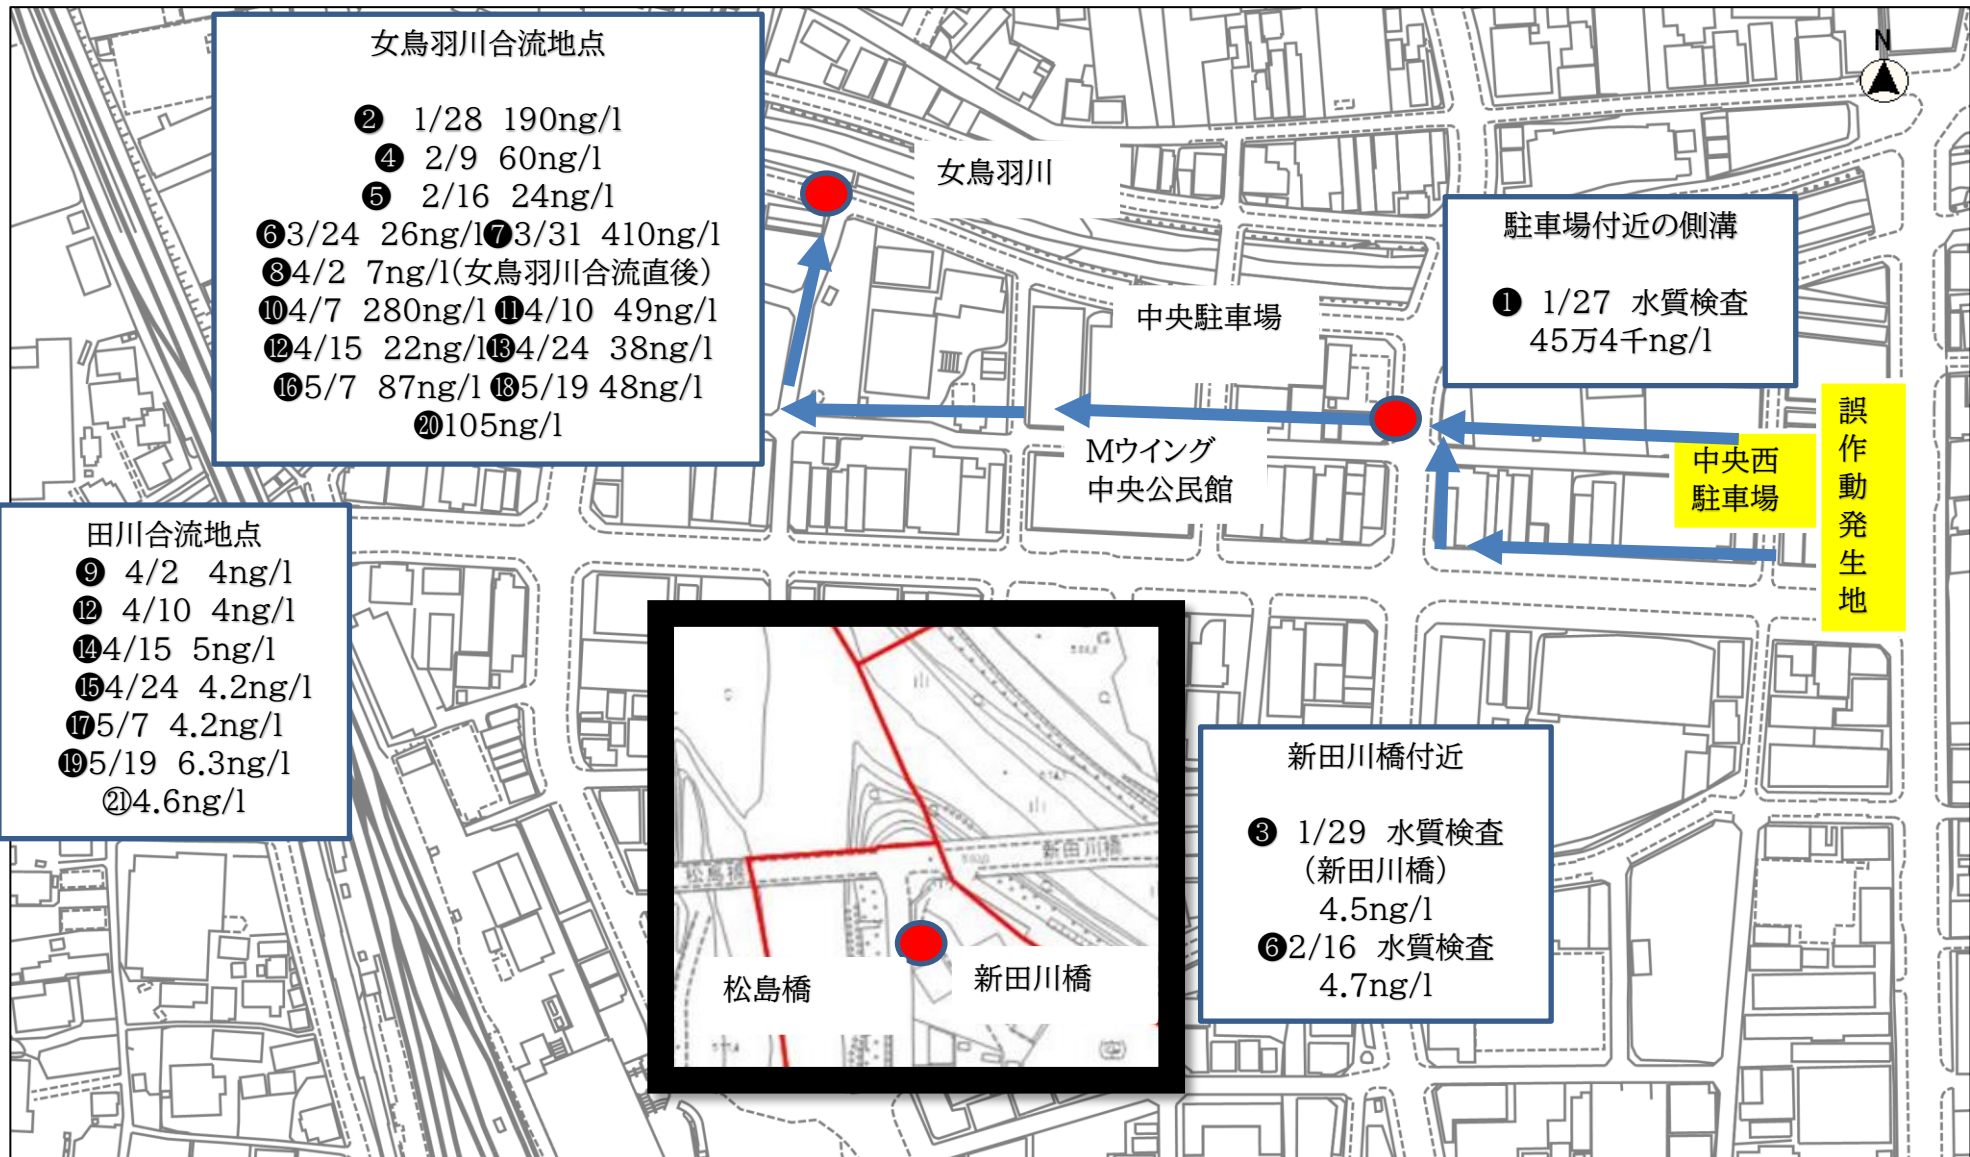 女鳥羽川合流地点
❷ 1/28 190ng/l
❹ 2/9 60ng/l
❺ 2/16 24ng/l
❻3/24 26ng/l❼3/31 410ng/l
❽4/2 7ng/l(女鳥羽川合流直後)
❿4/7 280ng/l ⓫4/10 49ng/l
⓬4/15 22ng/l⓭4/24 38ng/l
⓰5/7 87ng/l ⓲5/19 48ng/l
⓴105ng/l
N
女鳥羽川
駐車場付近の側溝
❶ 1/27 水質検査
45万4千ng/l
中央駐車場
Mウイング
中央公民館
中央西
駐車場
誤作動発生地
田川合流地点
❾ 4/2 4ng/l
⓬ 4/10 4ng/l
⓮4/15 5ng/l
⓯4/24 4.2ng/l
⓱5/7 4.2ng/l
⓳5/19 6.3ng/l
㉑4.6ng/l
新田川橋
松島橋
松島橋
新田川橋
新田川橋付近
❸ 1/29 水質検査
(新田川橋)
4.5ng/l
❻2/16 水質検査
4.7ng/l